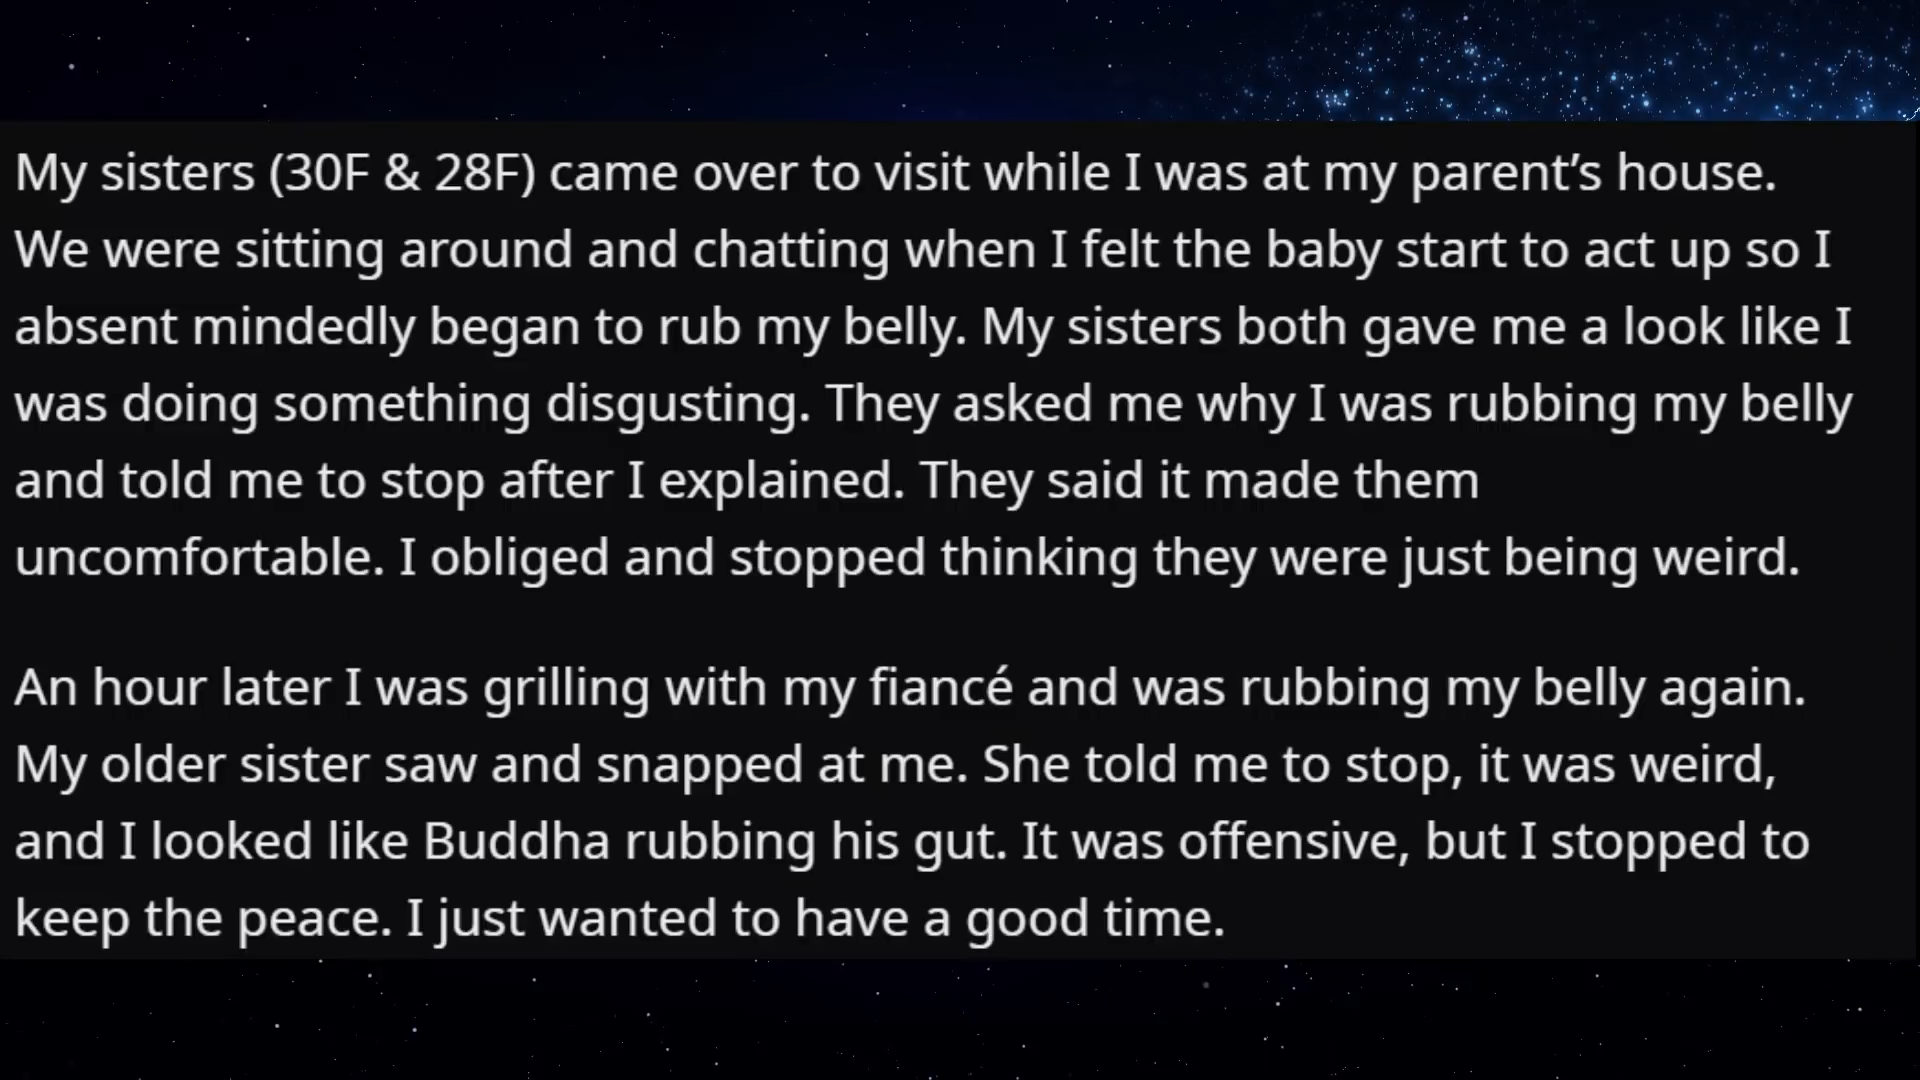 My sisters (30F & 28F) came over to visit while I was at my parent’s house.
We were sitting around and chatting when I felt the baby start to act up so I
absent mindedly began to rub my belly. My sisters both gave me a look like I
was doing something disgusting. They asked me why I was rubbing my belly
and told me to stop after I explained. They said it made them
uncomfortable. I obliged and stopped thinking they were just being weird.
An hour later I was grilling with my fiancé and was rubbing my belly again.
My older sister saw and snapped at me. She told me to stop, it was weird,
and I looked like Buddha rubbing his gut. It was offensive, but I stopped to
keep the peace. I just wanted to have a good time.